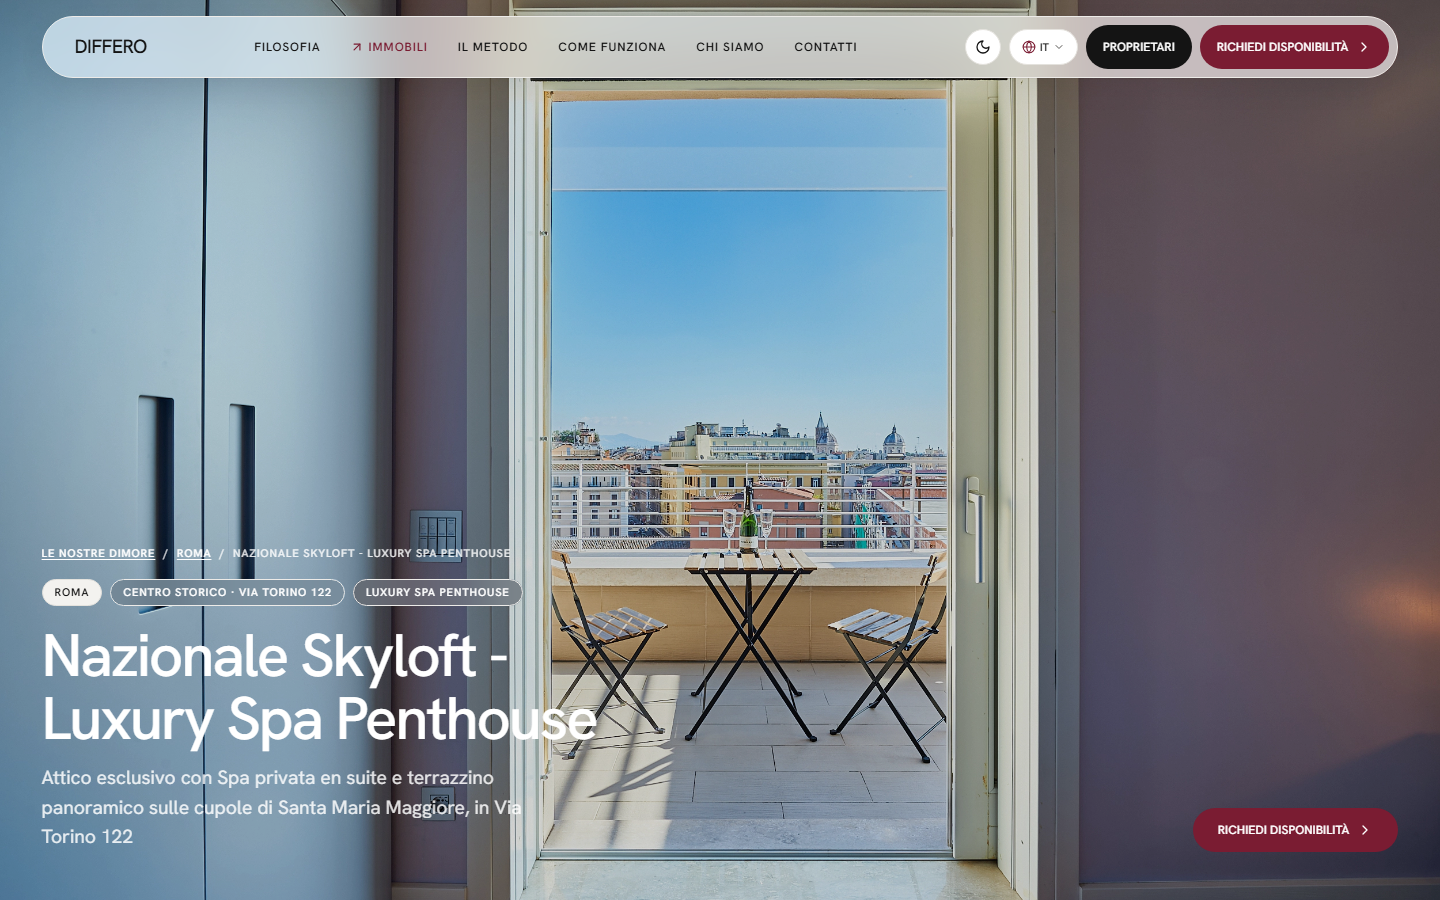 DIFFERO
FILOSOFIA
IMMOBILI
IL METODO
COME FUNZIONA
CHI SIAMO
CONTATTI
IT
PROPRIETARI
RICHIEDI DISPONIBILITÀ
LE NOSTRE DIMORE / ROMA / NAZIONALE SKYLOFT - LUXURY SPA PENTHOUSE
ROMA
CENTRO STORICO · VIA TORINO 122
LUXURY SPA PENTHOUSE
Nazionale Skyloft -
Luxury Spa Penthouse
Attico esclusivo con Spa privata en suite e terrazzino
panoramico sulle cupole di Santa Maria Maggiore, in Via
Torino 122
RICHIEDI DISPONIBILITÀ